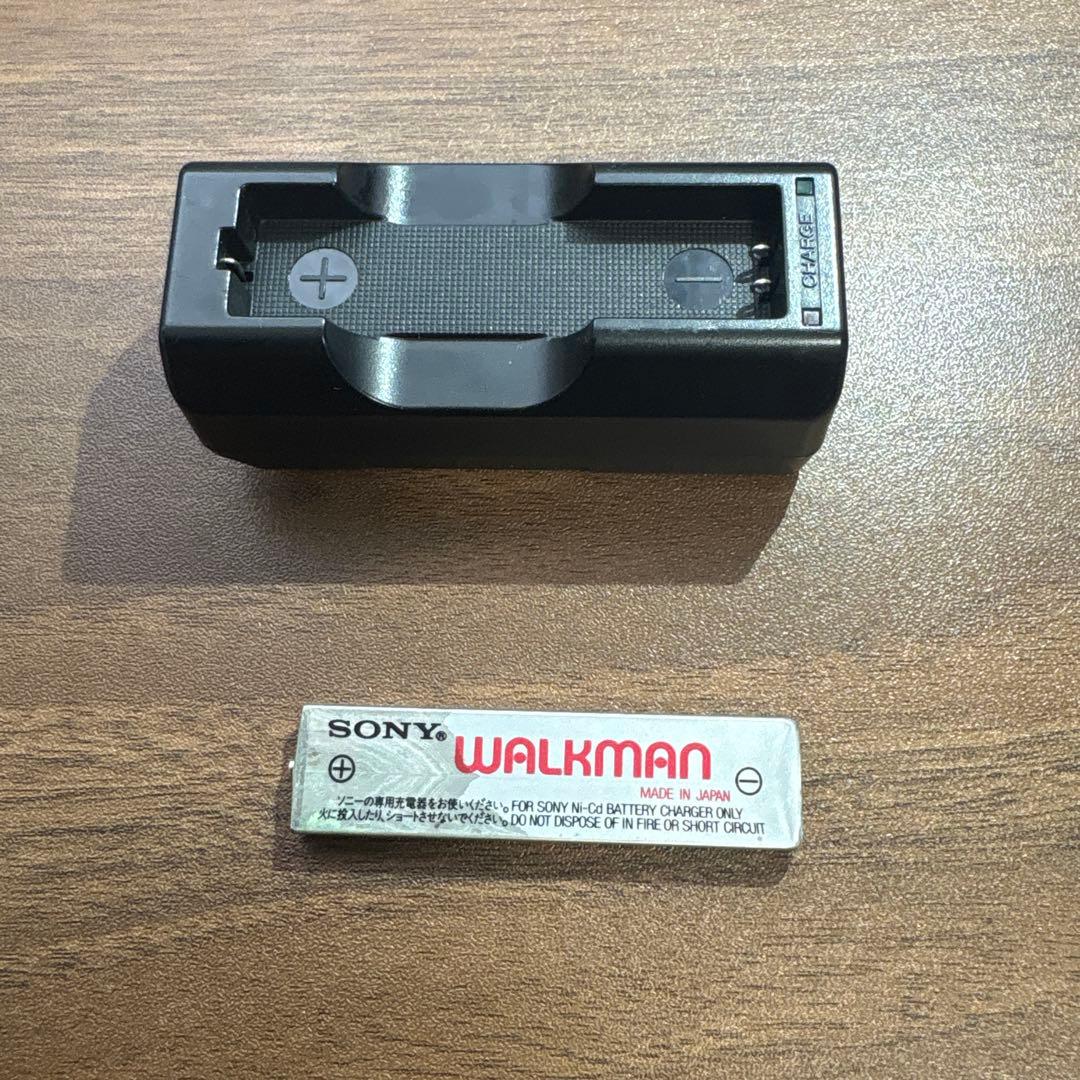 +
−
CHARGE
SONY®
WALKMAN
+
−
MADE IN JAPAN
ソニーの専用充電器をお使いください。FOR SONY Ni-Cd BATTERY CHARGER ONLY
火に投入したり、ショートさせないでください。DO NOT DISPOSE OF IN FIRE OR SHORT CIRCUIT